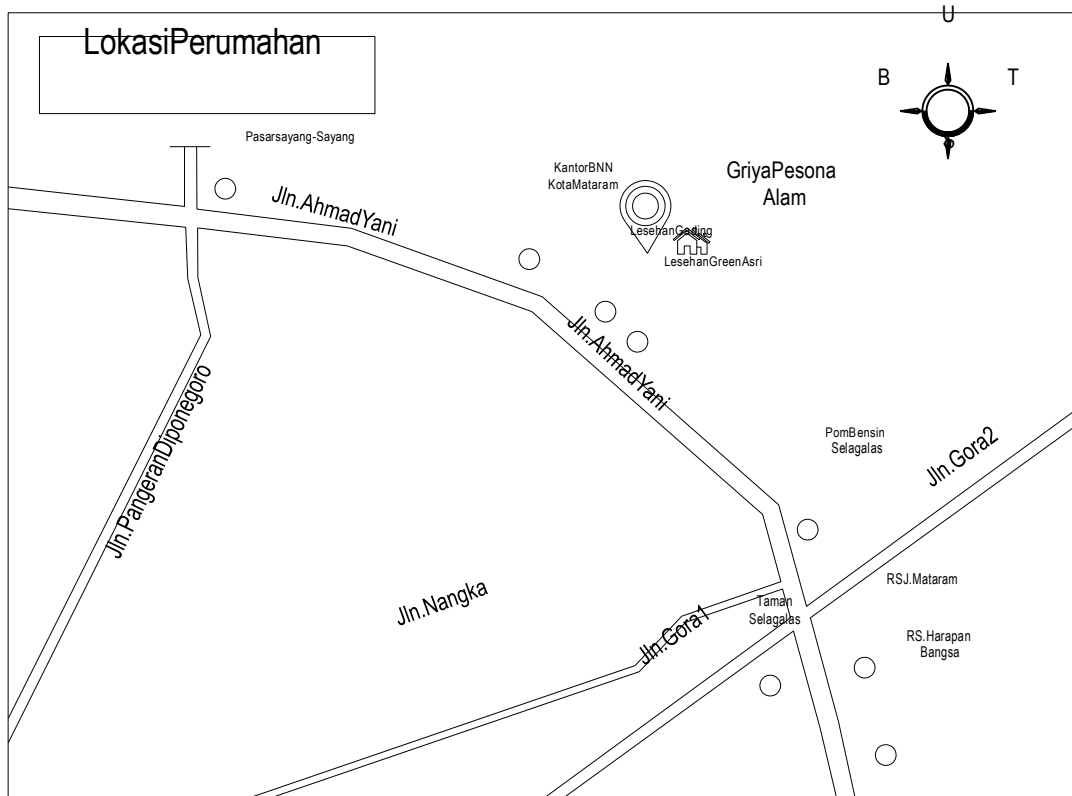 LokasiPerumahan
U
B
T
Pasarsayang-Sayang
KantorBNN
KotaMataram
GriyaPesona
Alam
Jln.AhmadYani
LesehanGading
LesehanGreenAsri
Jln.AhmadYani
Jln.PangeranDiponegoro
PomBensin
Selagalas
Jln.Gora2
Jln.Nangka
RSJ.Mataram
Taman
Selagalas
Jln.Gora1
RS.Harapan
Bangsa